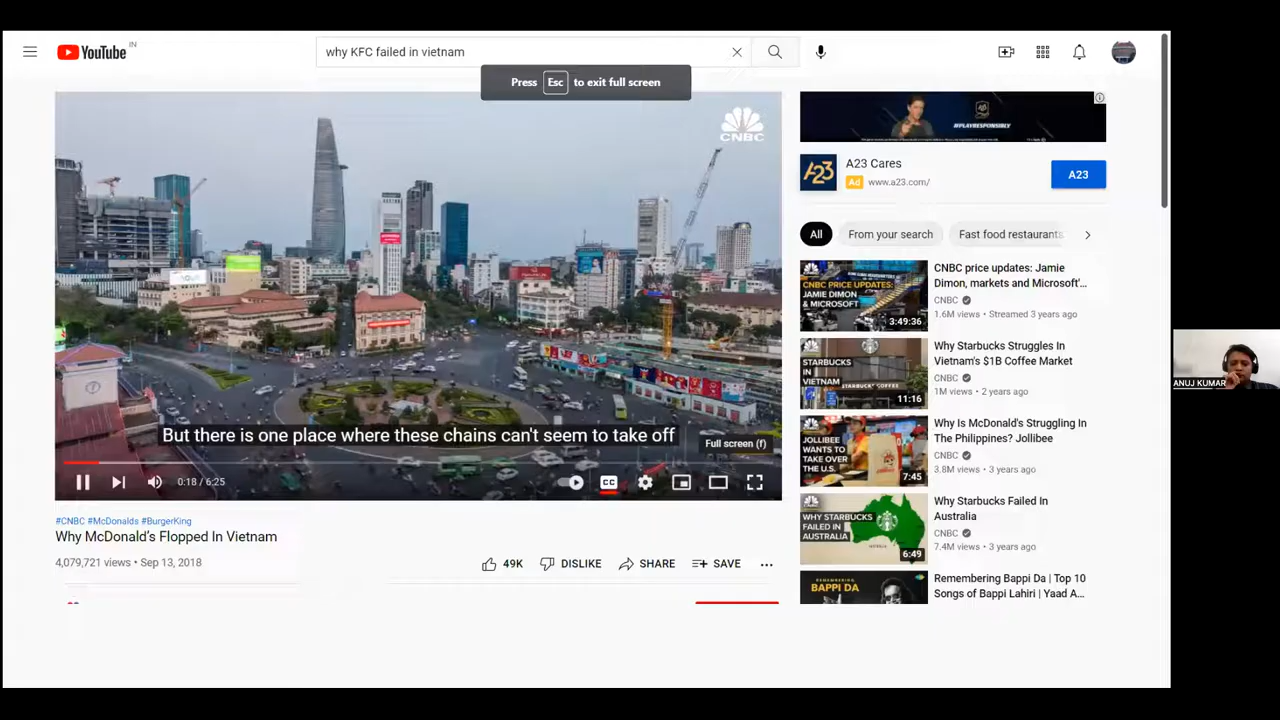 YouTube IN
why KFC failed in vietnam
Press Esc to exit full screen
CNBC
But there is one place where these chains can't seem to take off
Full screen (f)
0:18 / 6:25
CC
#CNBC #McDonalds #BurgerKing
Why McDonald's Flopped In Vietnam
4,079,721 views • Sep 13, 2018
49K
DISLIKE
SHARE
SAVE
#PLAYRESPONSIBLY
A23
A23 Cares
Ad www.a23.com/
A23
All
From your search
Fast food restaurants
CNBC PRICE UPDATES:
JAMIE DIMON
& MICROSOFT
3:49:36
CNBC price updates: Jamie
Dimon, markets and Microsoft'...
CNBC
1.6M views • Streamed 3 years ago
STARBUCKS
IN
VIETNAM
STARBUCKS COFFEE
11:16
Why Starbucks Struggles In
Vietnam's $1B Coffee Market
CNBC
1M views • 2 years ago
JOLLIBEE
WANTS TO
TAKE OVER
THE U.S.
7:45
Why Is McDonald's Struggling In
The Philippines? Jollibee
CNBC
3.8M views • 3 years ago
WHY STARBUCKS
FAILED IN
AUSTRALIA
6:49
Why Starbucks Failed In
Australia
CNBC
7.4M views • 3 years ago
REMEMBERING
BAPPI DA
Remembering Bappi Da | Top 10
Songs of Bappi Lahiri | Yaad A...
ANUJ KUMAR